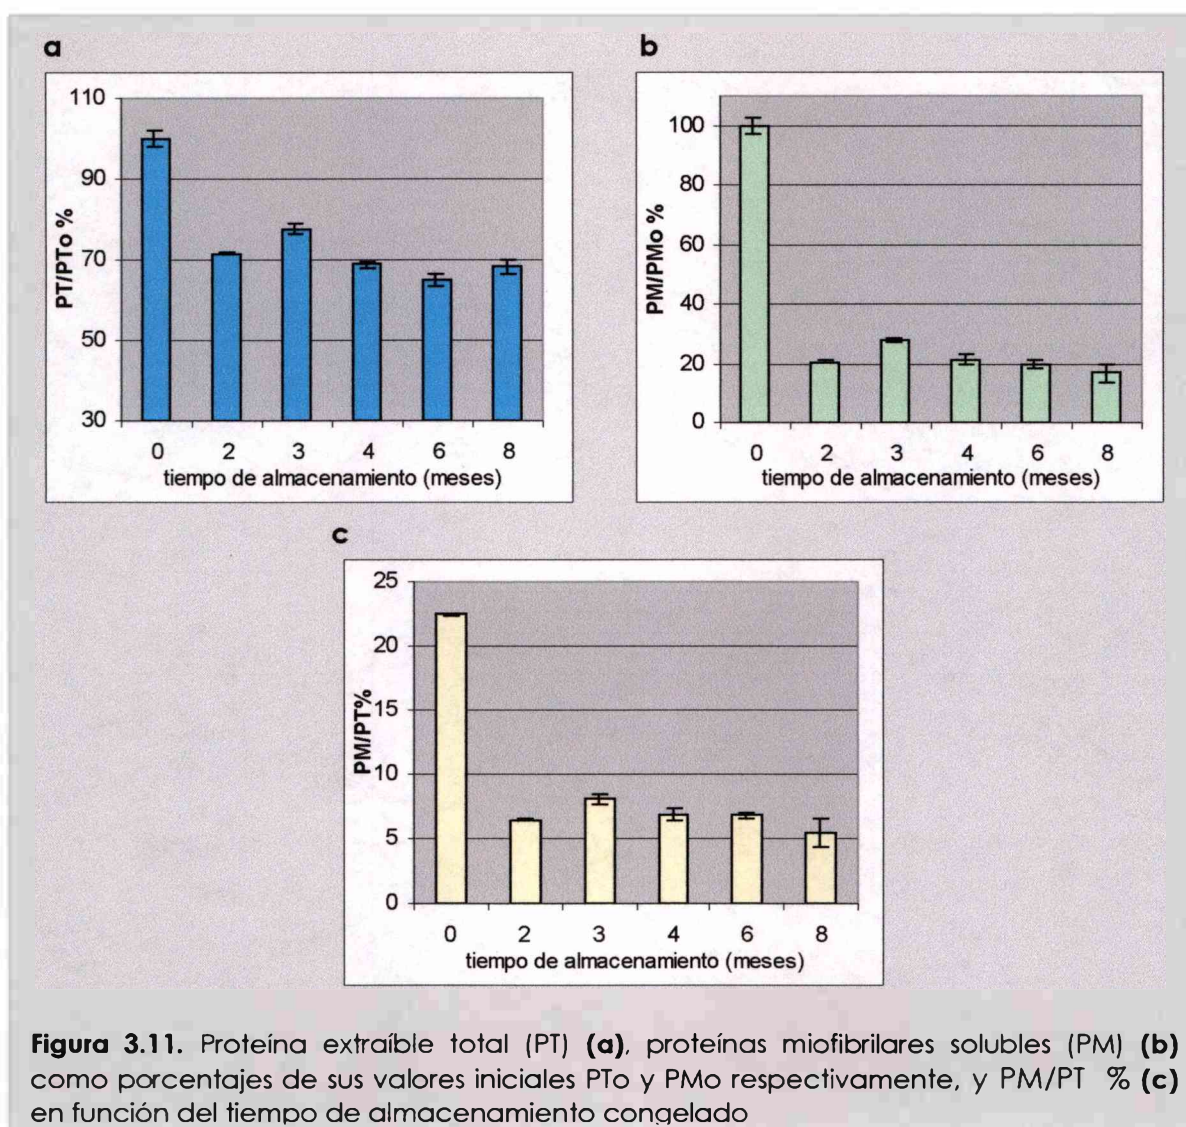 a
110
90
70
50
30
PT/PTo %
0 2 3 4 6 8
tiempo de almacenamiento (meses)
b
100
80
60
40
20
0
PM/PMo %
0 2 3 4 6 8
tiempo de almacenamiento (meses)
c
25
20
15
10
5
0
PM/PT%
0 2 3 4 6 8
tiempo de almacenamiento (meses)
Figura 3.11. Proteína extraíble total (PT) (a), proteínas miofibrilares solubles (PM) (b)
como porcentajes de sus valores iniciales PTo y PMo respectivamente, y PM/PT % (c)
en función del tiempo de almacenamiento congelado